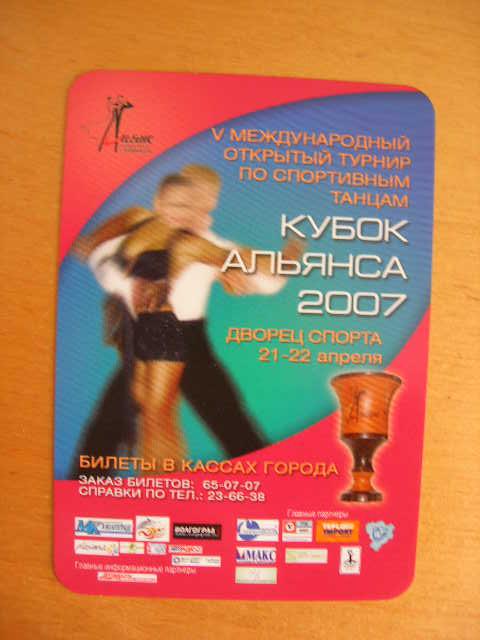 Альянс
V МЕЖДУНАРОДНЫЙ
ОТКРЫТЫЙ ТУРНИР
ПО СПОРТИВНЫМ
ТАНЦАМ
КУБОК
АЛЬЯНСА
2007
ДВОРЕЦ СПОРТА
21-22 апреля
БИЛЕТЫ В КАССАХ ГОРОДА
ЗАКАЗ БИЛЕТОВ: 65-07-07
СПРАВКИ ПО ТЕЛ.: 23-66-38
Главные партнеры
ВОЛГОГРАД
IMPORT
МАКС
Главные информационные партнеры